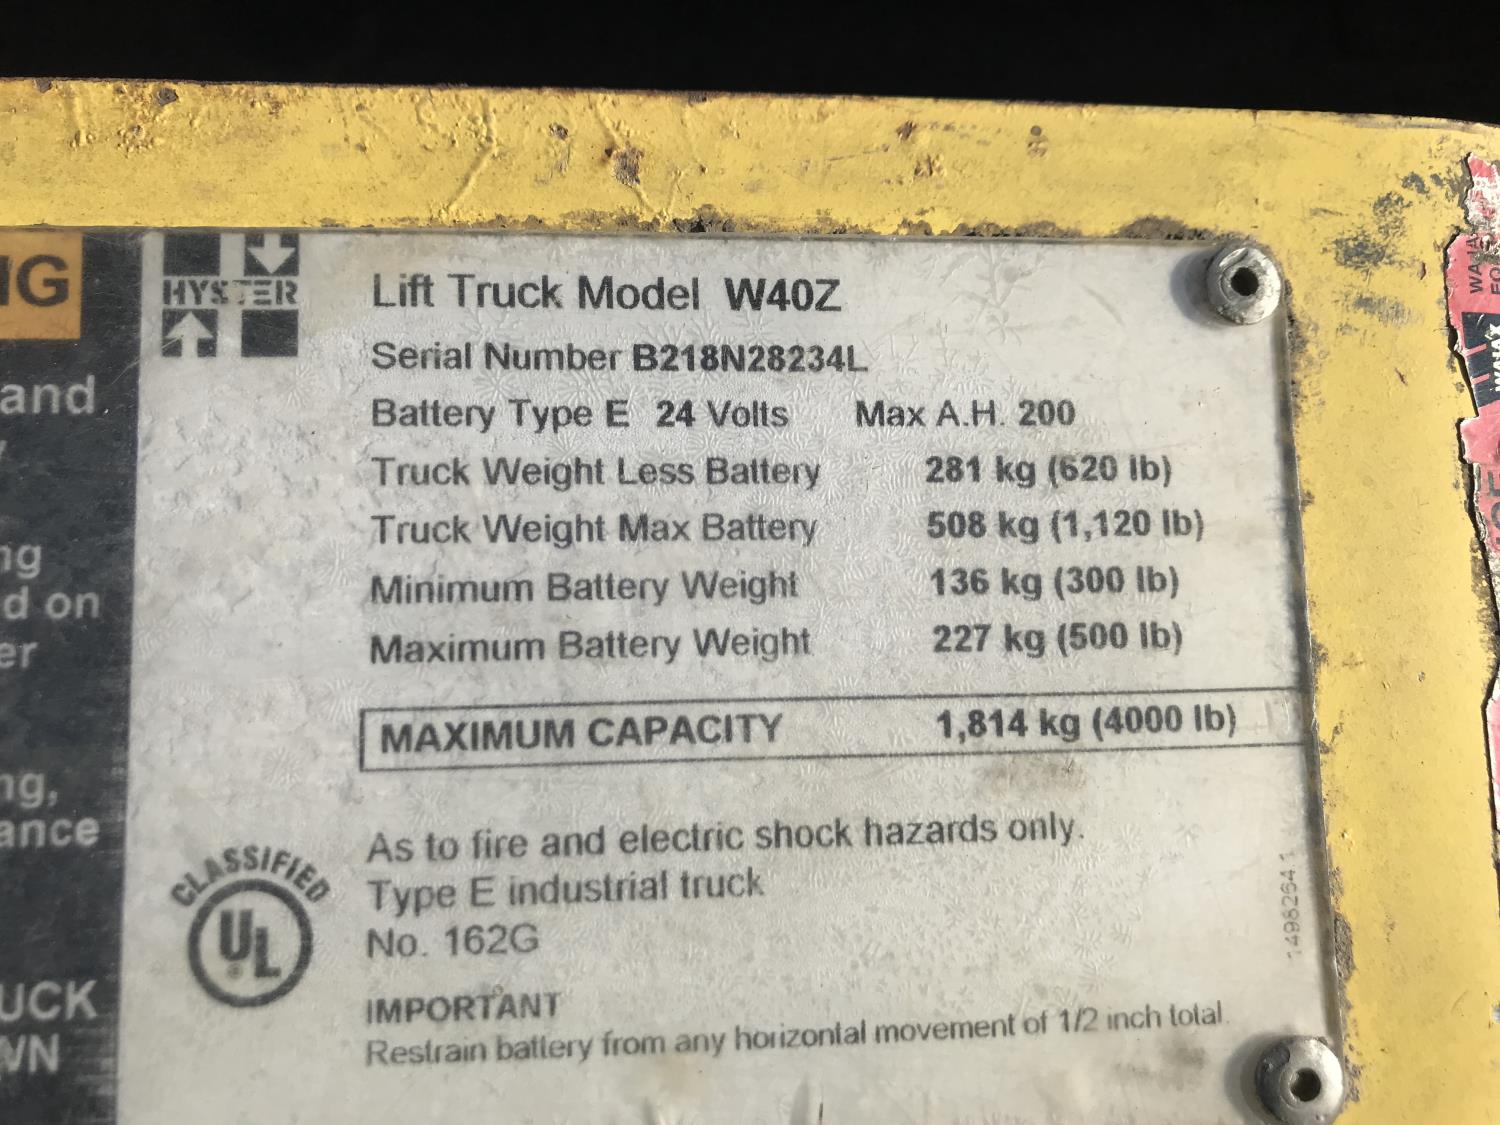 IG
and
ng
d on
er
ng,
ance
UCK
WN
HYSTER
Lift Truck Model W40Z
Serial Number B218N28234L
Battery Type E 24 Volts Max A.H. 200
Truck Weight Less Battery 281 kg (620 lb)
Truck Weight Max Battery 508 kg (1,120 lb)
Minimum Battery Weight 136 kg (300 lb)
Maximum Battery Weight 227 kg (500 lb)
MAXIMUM CAPACITY 1,814 kg (4000 lb)
As to fire and electric shock hazards only.
Type E industrial truck
No. 162G
CLASSIFIED
UL
®
IMPORTANT
Restrain battery from any horizontal movement of 1/2 inch total.
1498264 1